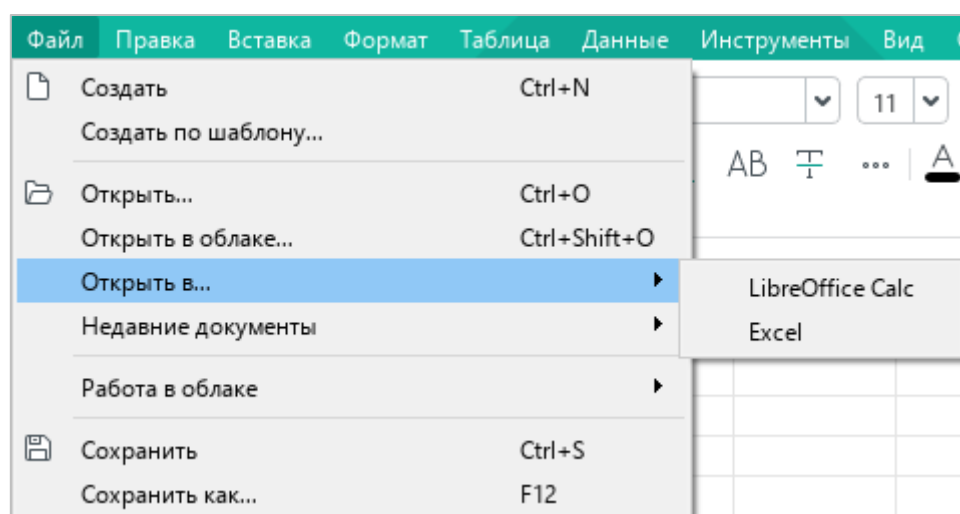 Файл Правка Вставка Формат Таблица Данные Инструменты Вид
Создать Ctrl+N
Создать по шаблону...
Открыть... Ctrl+O
Открыть в облаке... Ctrl+Shift+O
Открыть в...
Недавние документы
Работа в облаке
Сохранить Ctrl+S
Сохранить как... F12
11
AB T ... A
LibreOffice Calc
Excel